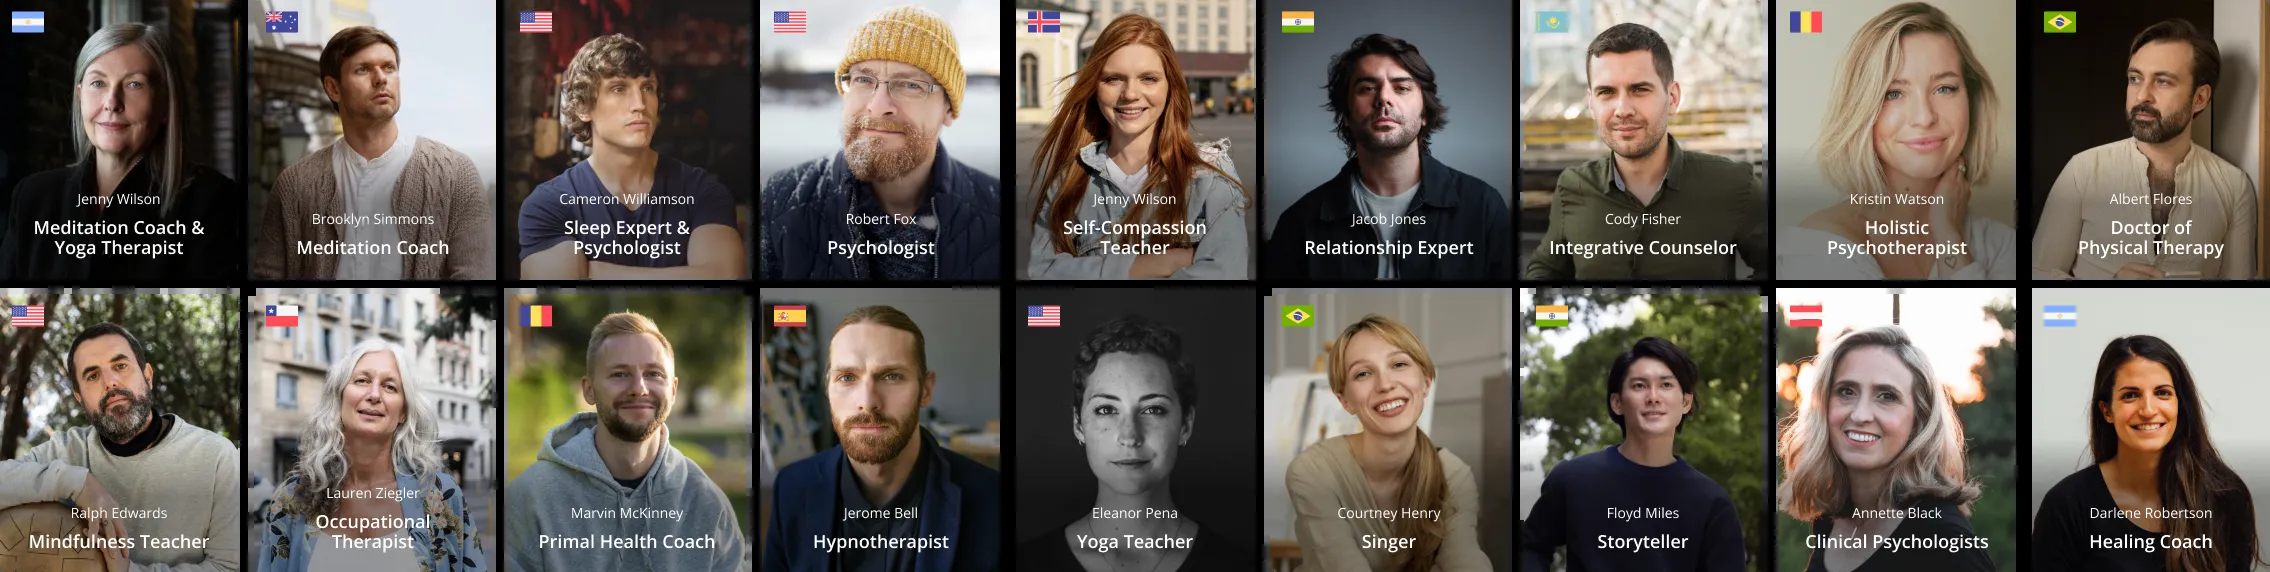 Jenny Wilson
Meditation Coach &
Yoga Therapist
Brooklyn Simmons
Meditation Coach
Cameron Williamson
Sleep Expert &
Psychologist
Robert Fox
Psychologist
Jenny Wilson
Self-Compassion
Teacher
Jacob Jones
Relationship Expert
Cody Fisher
Integrative Counselor
Kristin Watson
Holistic
Psychotherapist
Albert Flores
Doctor of
Physical Therapy
Ralph Edwards
Mindfulness Teacher
Lauren Ziegler
Occupational
Therapist
Marvin McKinney
Primal Health Coach
Jerome Bell
Hypnotherapist
Eleanor Pena
Yoga Teacher
Courtney Henry
Singer
Floyd Miles
Storyteller
Annette Black
Clinical Psychologists
Darlene Robertson
Healing Coach